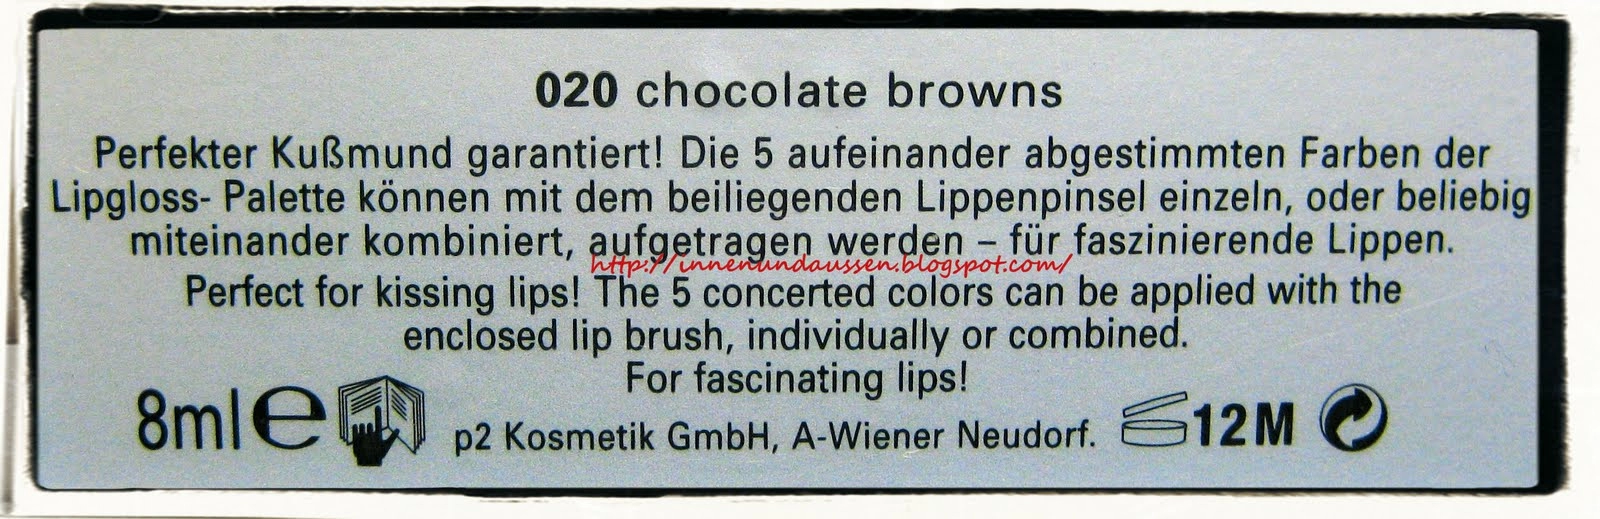 020 chocolate browns
Perfekter Kußmund garantiert! Die 5 aufeinander abgestimmten Farben der
Lipgloss- Palette können mit dem beiliegenden Lippenpinsel einzeln, oder beliebig
miteinander kombiniert, aufgetragen werden – für faszinierende Lippen.
http://innenundaussen.blogspot.com/
Perfect for kissing lips! The 5 concerted colors can be applied with the
enclosed lip brush, individually or combined.
For fascinating lips!
8ml e p2 Kosmetik GmbH, A-Wiener Neudorf. 12M